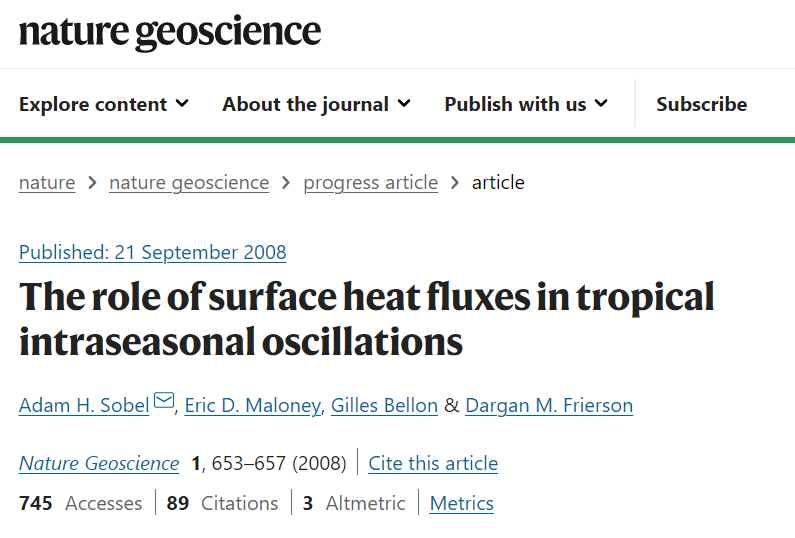 nature geoscience
Explore content About the journal Publish with us Subscribe
nature > nature geoscience > progress article > article
Published: 21 September 2008
The role of surface heat fluxes in tropical
intraseasonal oscillations
Adam H. Sobel, Eric D. Maloney, Gilles Bellon & Dargan M. Frierson
Nature Geoscience 1, 653–657 (2008) | Cite this article
745 Accesses | 89 Citations | 3 Altmetric | Metrics